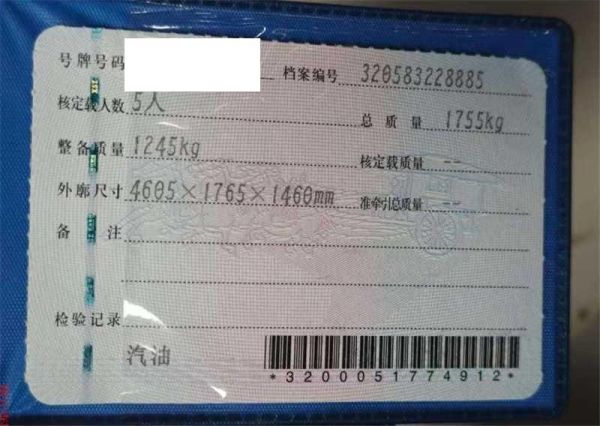 号牌号码 档案编号 320583228885
核定载人数 5人 总质量 1755kg
整备质量 1245kg 核定载质量 --
外廓尺寸 4605×1765×1460mm 准牵引总质量 --
备注
检验记录
汽油
*3200051774912*